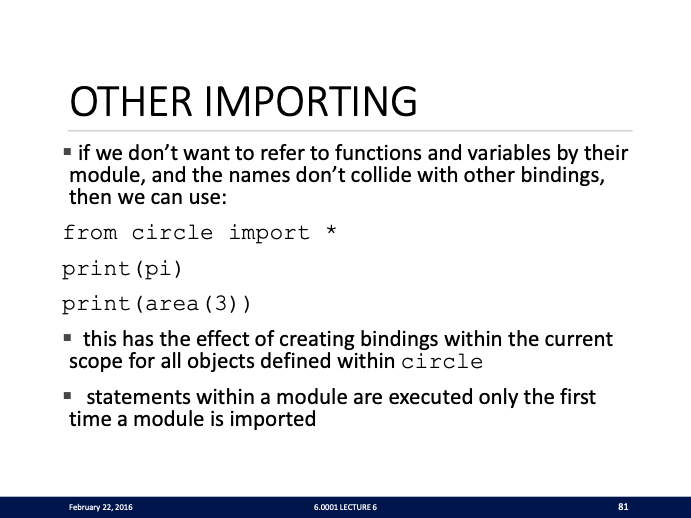 OTHER IMPORTING
▪ if we don’t want to refer to functions and variables by their
module, and the names don’t collide with other bindings,
then we can use:
from circle import *
print(pi)
print(area(3))
▪ this has the effect of creating bindings within the current
scope for all objects defined within circle
▪ statements within a module are executed only the first
time a module is imported
February 22, 2016 6.0001 LECTURE 6 81